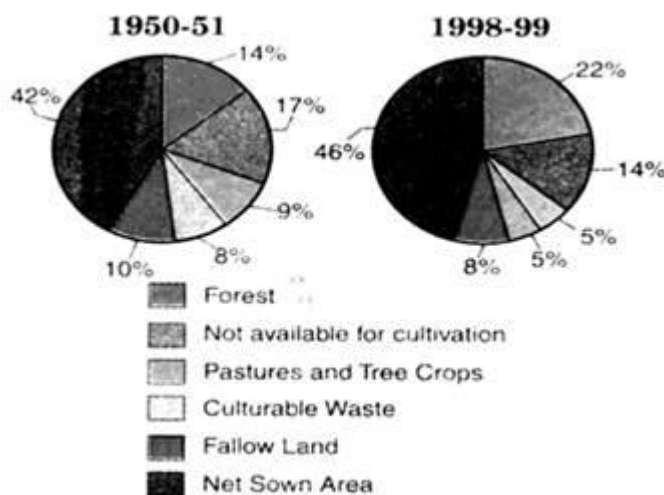 1950-51 1998-99
14%
22%
42%
17%
46%
14%
9%
5%
8%
5%
10%
8%
Forest
Not available for cultivation
Pastures and Tree Crops
Culturable Waste
Fallow Land
Net Sown Area